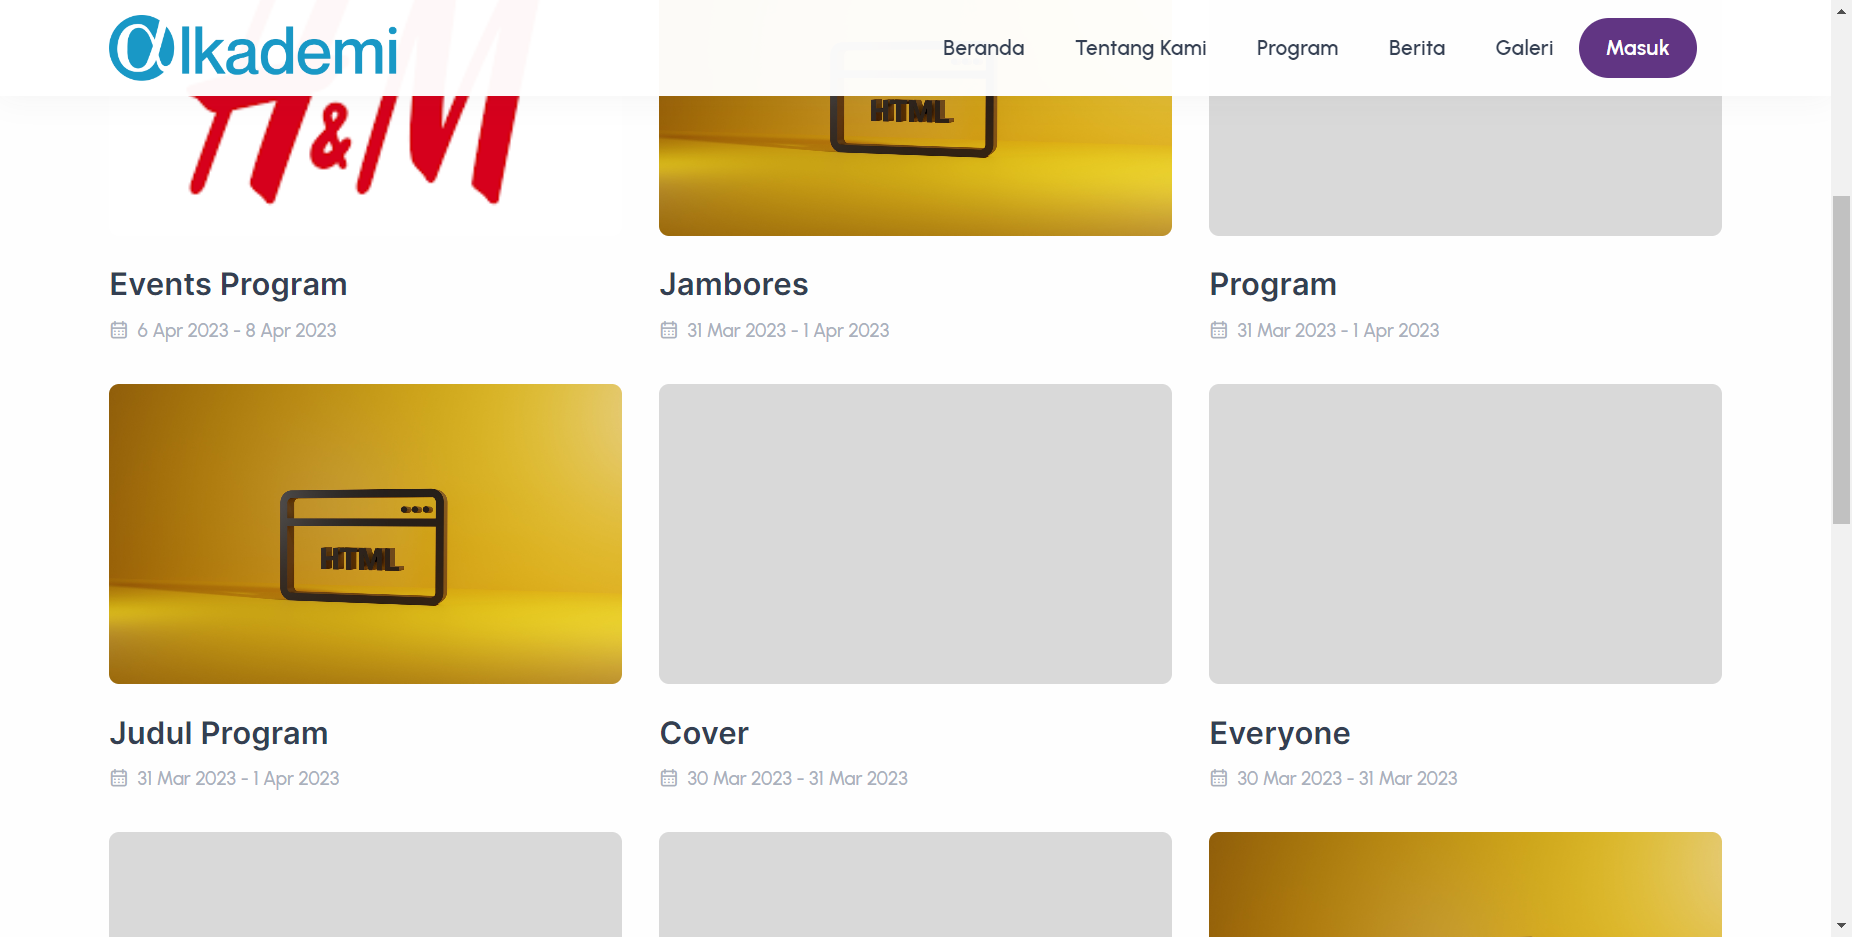 alkademi
Beranda
Tentang Kami
Program
Berita
Galeri
Masuk
H&M
HTML
Events Program
6 Apr 2023 - 8 Apr 2023
Jambores
31 Mar 2023 - 1 Apr 2023
Program
31 Mar 2023 - 1 Apr 2023
HTML
Judul Program
31 Mar 2023 - 1 Apr 2023
Cover
30 Mar 2023 - 31 Mar 2023
Everyone
30 Mar 2023 - 31 Mar 2023